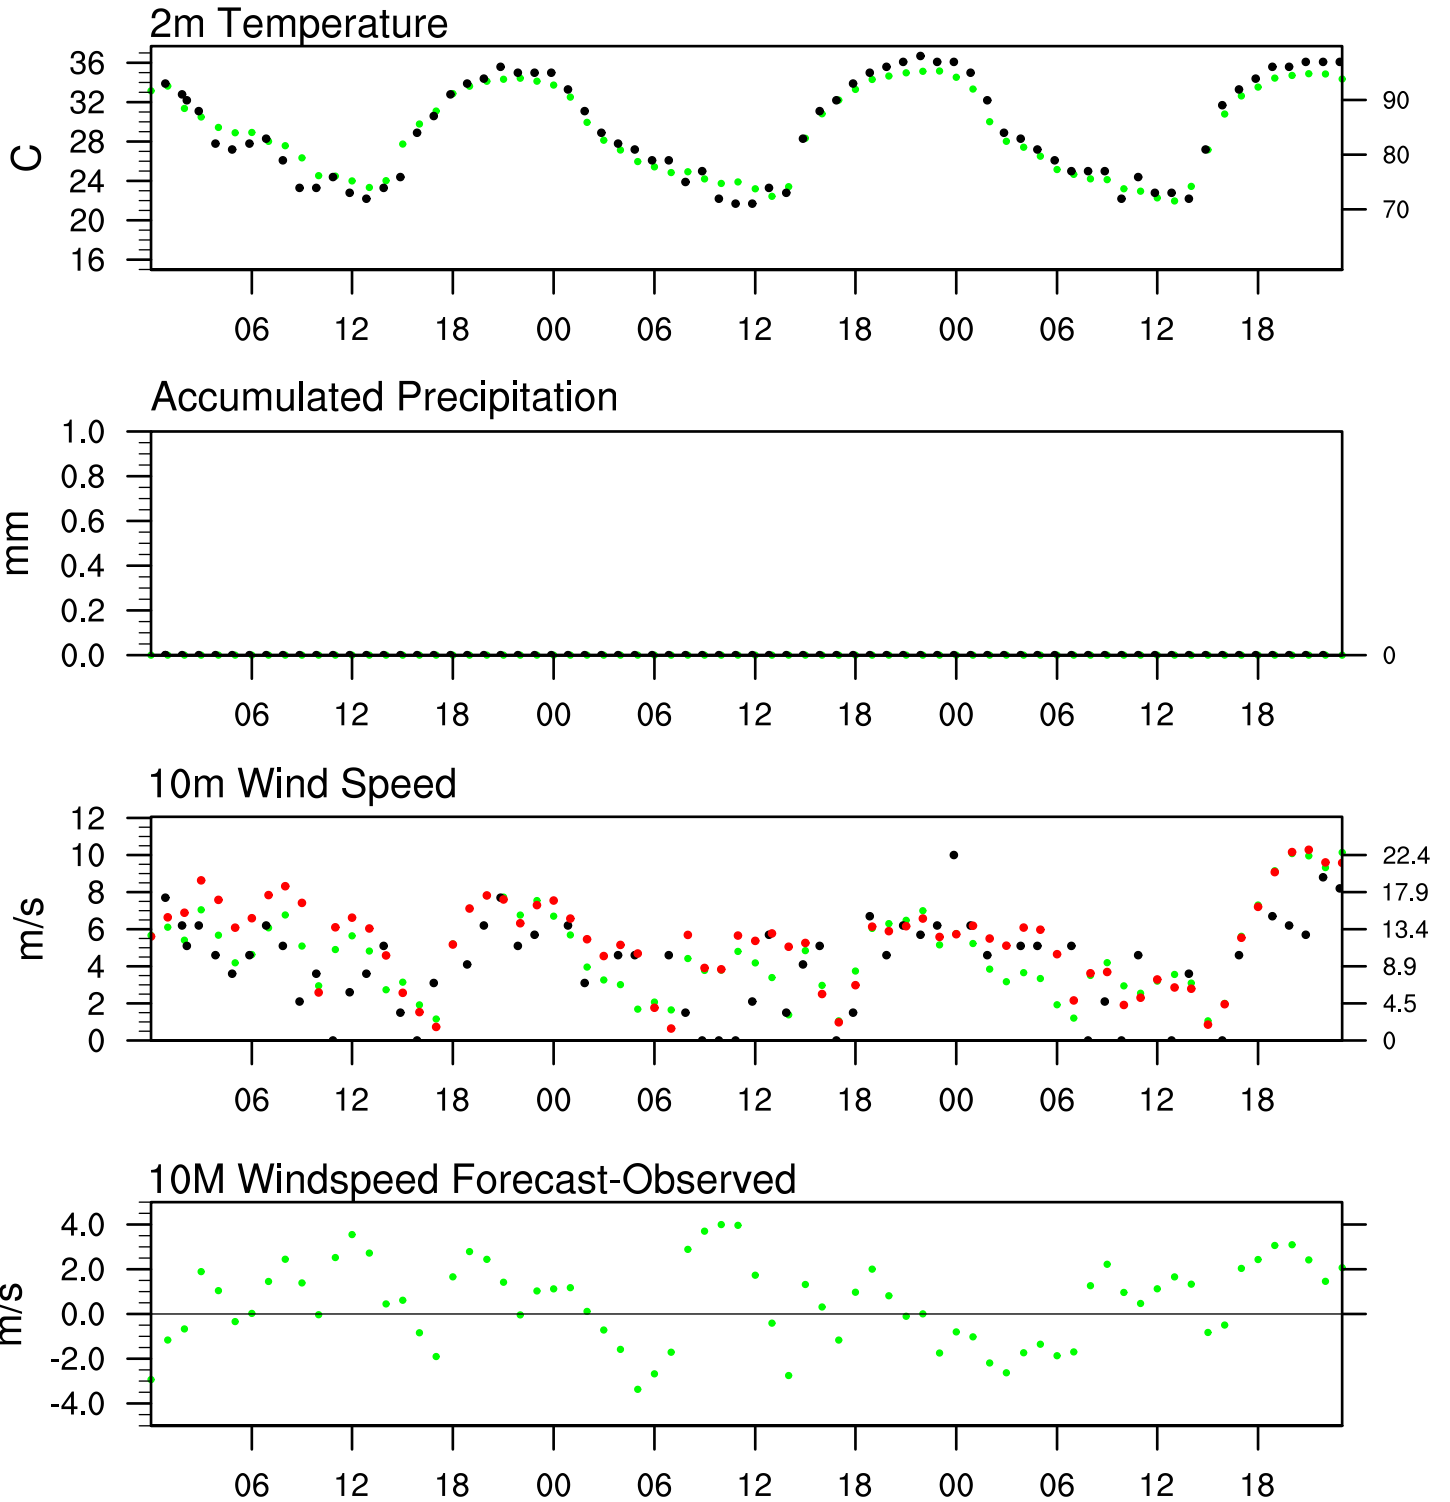 2m Temperature
36
32
28
24
20
16
C
90
80
70
06 12 18 00 06 12 18 00 06 12 18
Accumulated Precipitation
1.0
0.8
0.6
0.4
0.2
0.0
mm
0
06 12 18 00 06 12 18 00 06 12 18
10m Wind Speed
12
10
8
6
4
2
0
m/s
22.4
17.9
13.4
8.9
4.5
0
06 12 18 00 06 12 18 00 06 12 18
10M Windspeed Forecast-Observed
4.0
2.0
0.0
-2.0
-4.0
m/s
06 12 18 00 06 12 18 00 06 12 18